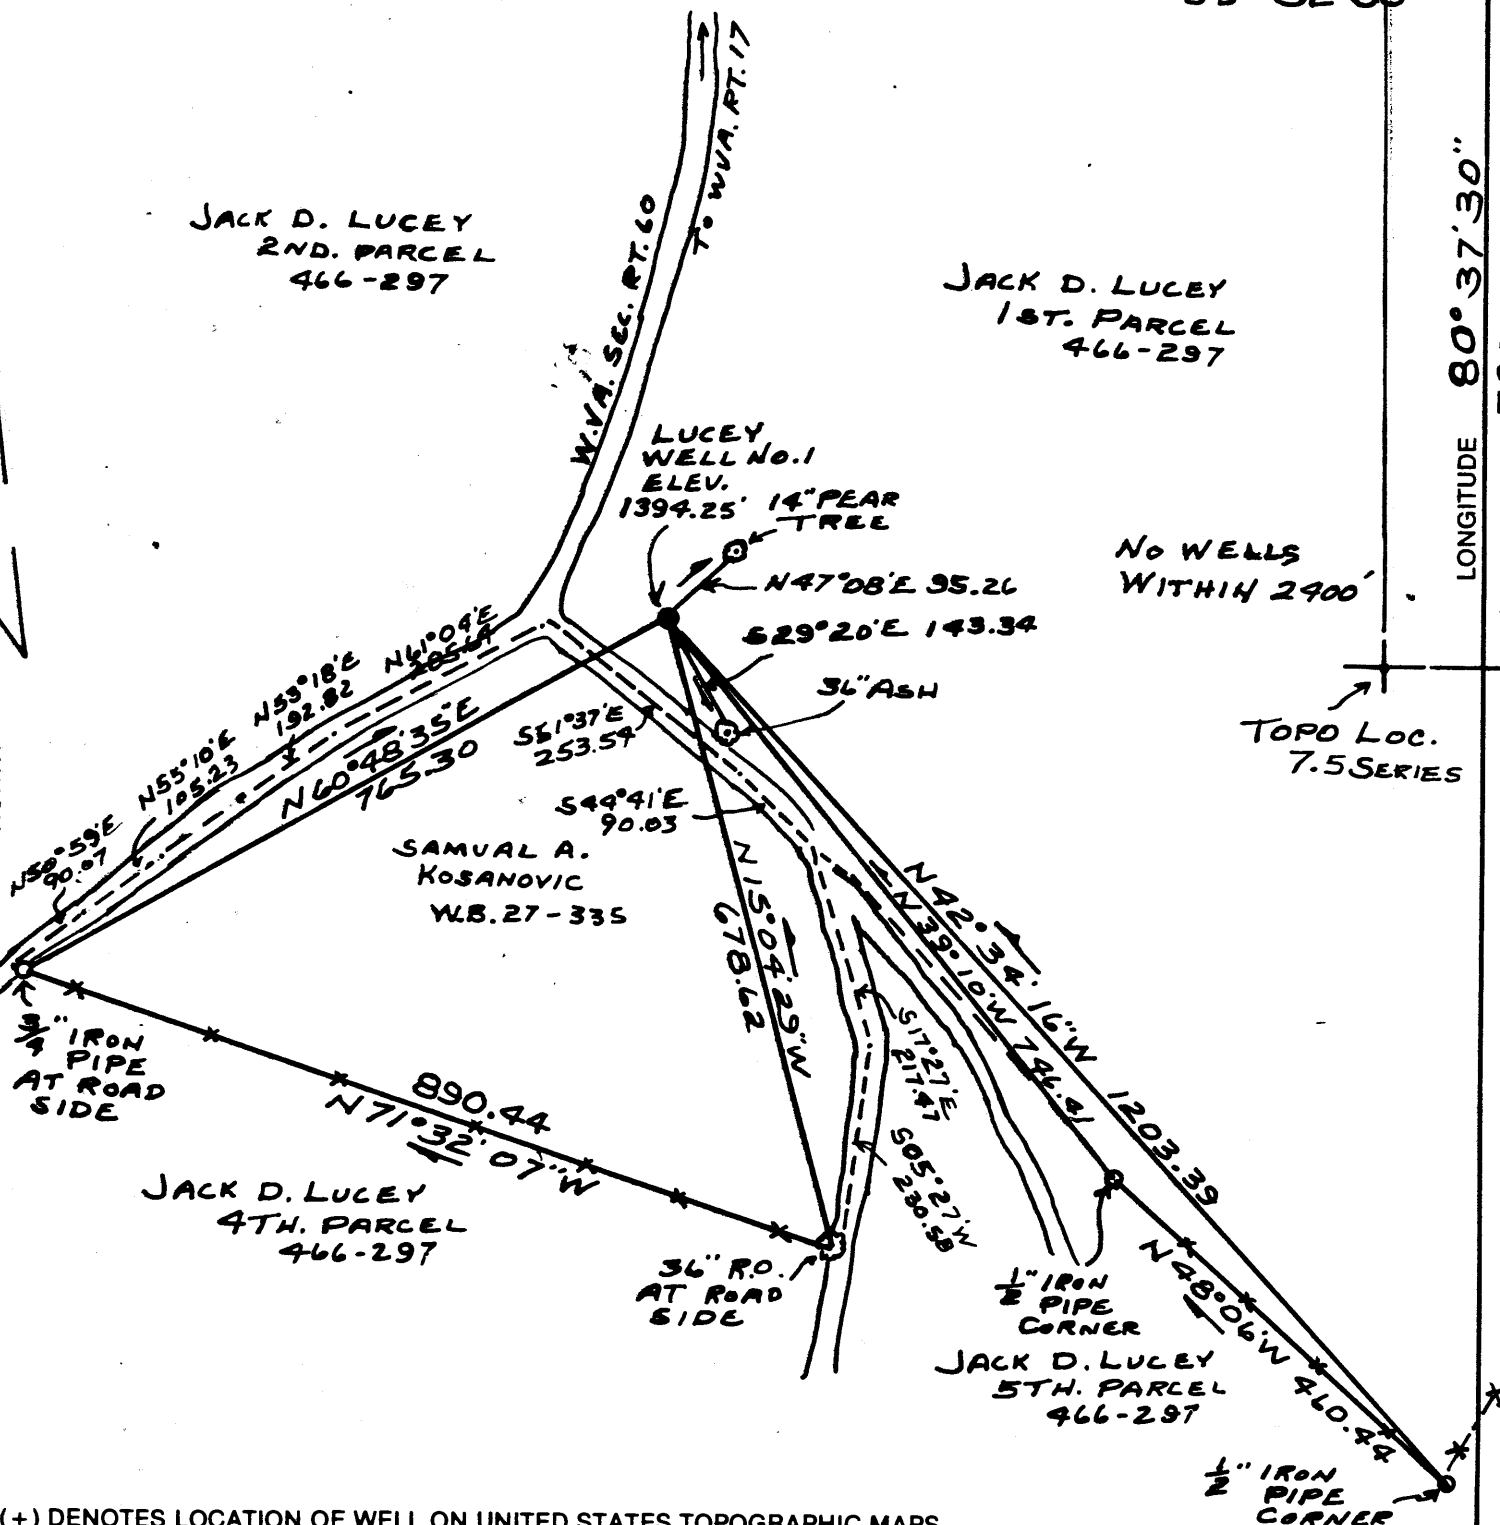 TO WVA. RT. 17
W.VA. SEC. RT. 60
JACK D. LUCEY
2ND. PARCEL
466-297
JACK D. LUCEY
1ST. PARCEL
466-297
LONGITUDE 80° 37' 30"
LUCEY
WELL No. 1
ELEV.
1394.25'
14" PEAR
TREE
N47°08'E 95.26
S29°20'E 143.34
36" ASH
NO WELLS
WITHIN 2400'
TOPO LOC.
7.5 SERIES
N61°04'E
N53°18'E
192.82
N55°10'E
105.23
N50°59'E
90.07
N60°48'35"E
765.30
S51°37'E
253.54
S44°41'E
90.03
SAMUAL A.
KOSANOVIC
W.B. 27-335
N15°04'29"W
678.62
N42°34'16"W 1203.39
N39°10'W 746.41
S17°27'E
217.47
S05°27'W
230.58
3/4" IRON
PIPE
AT ROAD
SIDE
890.44
N71°32'07"W
JACK D. LUCEY
4TH. PARCEL
466-297
36" R.O.
AT ROAD
SIDE
1/2" IRON
PIPE
CORNER
N48°06'W 460.44
JACK D. LUCEY
5TH. PARCEL
466-297
1/2" IRON
PIPE
CORNER
(+) DENOTES LOCATION OF WELL ON UNITED STATES TOPOGRAPHIC MAPS